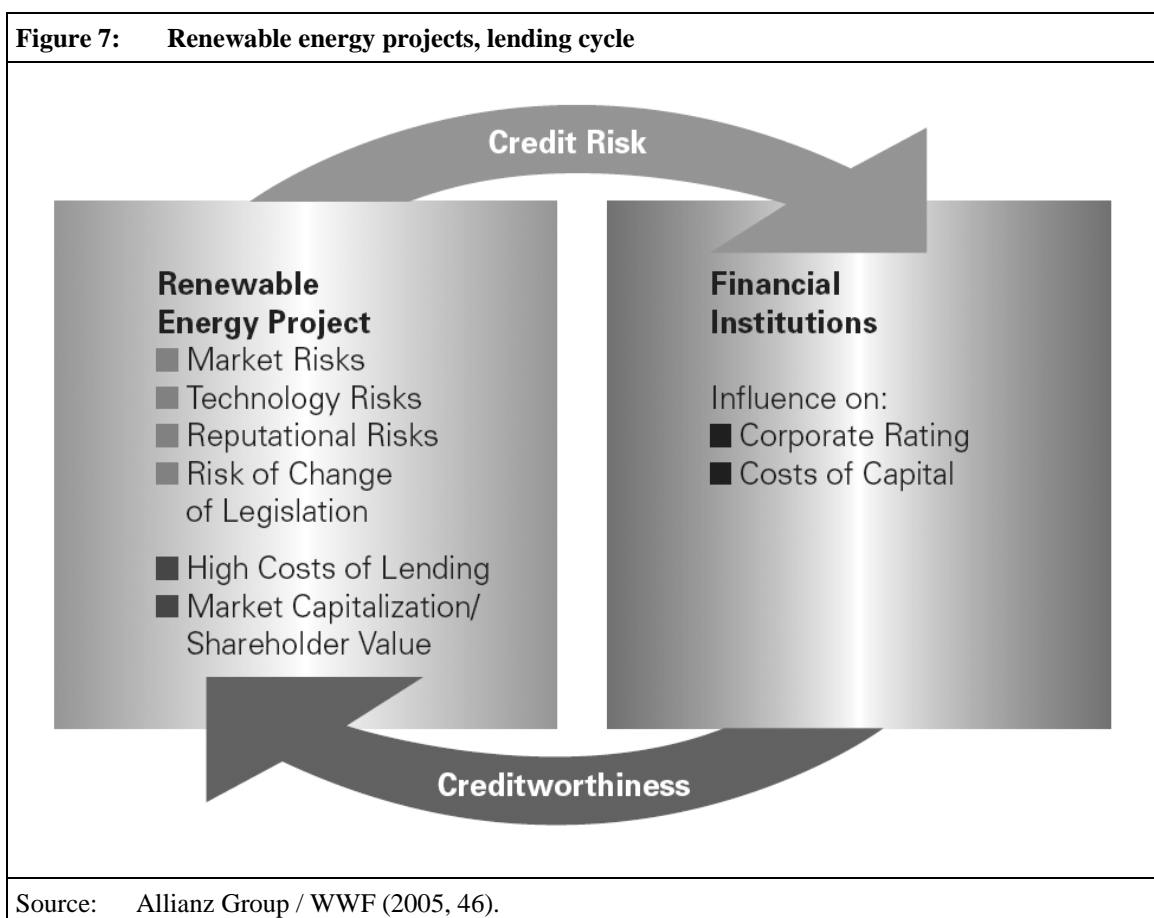 Figure 7: Renewable energy projects, lending cycle
Credit Risk
Renewable
Energy Project
Market Risks
Technology Risks
Reputational Risks
Risk of Change
of Legislation
High Costs of Lending
Market Capitalization/
Shareholder Value
Financial
Institutions
Influence on:
Corporate Rating
Costs of Capital
Creditworthiness
Source: Allianz Group / WWF (2005, 46).